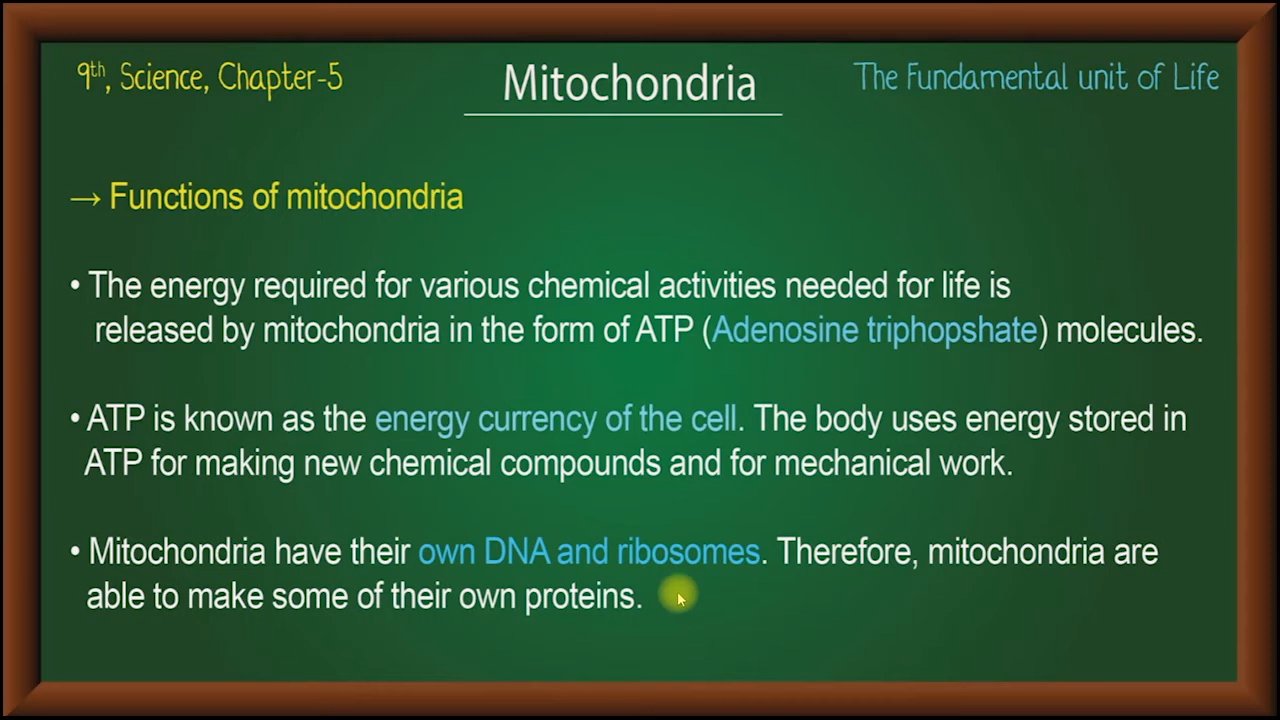 9th, Science, Chapter-5
Mitochondria
The Fundamental unit of Life
→ Functions of mitochondria
• The energy required for various chemical activities needed for life is
released by mitochondria in the form of ATP (Adenosine triphopshate) molecules.
• ATP is known as the energy currency of the cell. The body uses energy stored in
ATP for making new chemical compounds and for mechanical work.
• Mitochondria have their own DNA and ribosomes. Therefore, mitochondria are
able to make some of their own proteins.